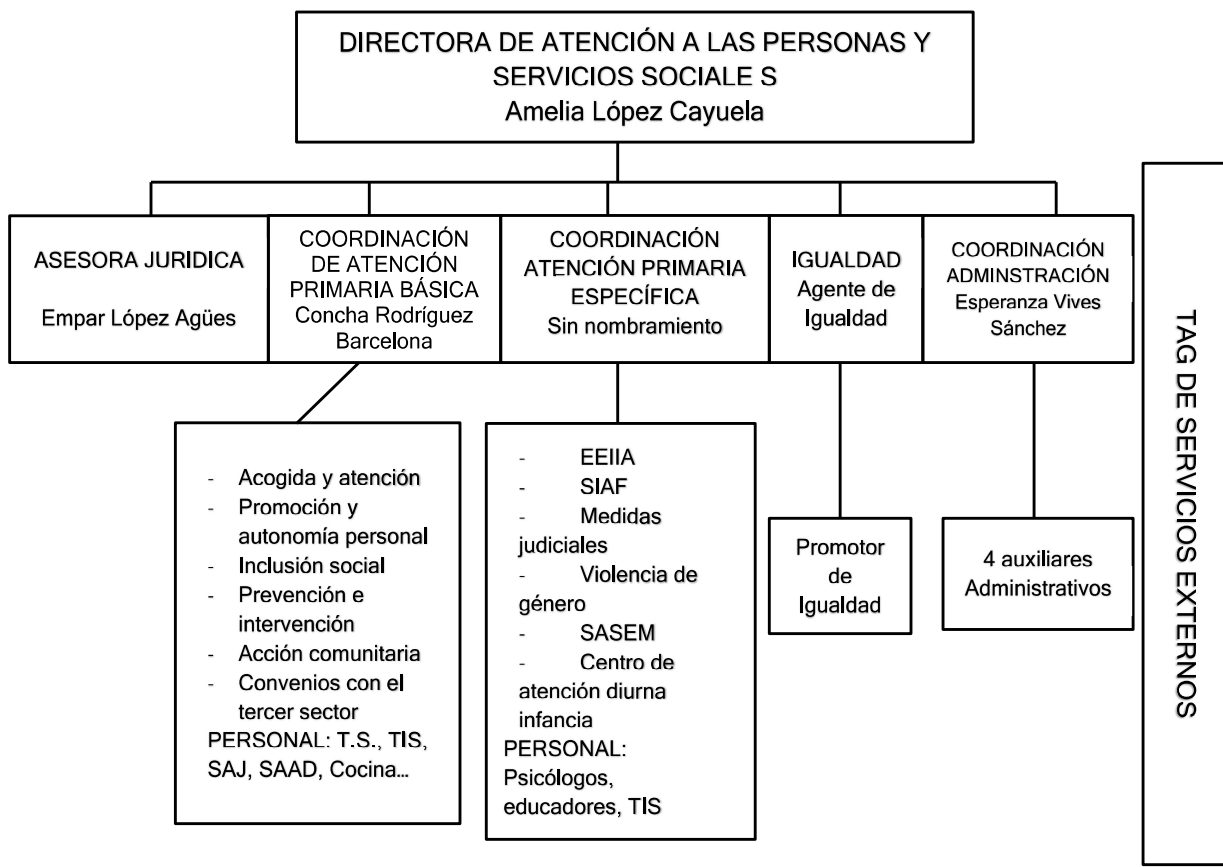 DIRECTORA DE ATENCIÓN A LAS PERSONAS Y
SERVICIOS SOCIALE S
Amelia López Cayuela
ASESORA JURIDICA
Empar López Agües
COORDINACIÓN
DE ATENCIÓN
PRIMARIA BÁSICA
Concha Rodríguez
Barcelona
COORDINACIÓN
ATENCIÓN PRIMARIA
ESPECÍFICA
Sin nombramiento
IGUALDAD
Agente de
Igualdad
COORDINACIÓN
ADMINSTRACIÓN
Esperanza Vives
Sánchez
- Acogida y atención
- Promoción y
autonomía personal
- Inclusión social
- Prevención e
intervención
- Acción comunitaria
- Convenios con el
tercer sector
PERSONAL: T.S., TIS,
SAJ, SAAD, Cocina...
- EEIIA
- SIAF
- Medidas
judiciales
- Violencia de
género
- SASEM
- Centro de
atención diurna
infancia
PERSONAL:
Psicólogos,
educadores, TIS
Promotor
de
Igualdad
4 auxiliares
Administrativos
TAG DE SERVICIOS EXTERNOS